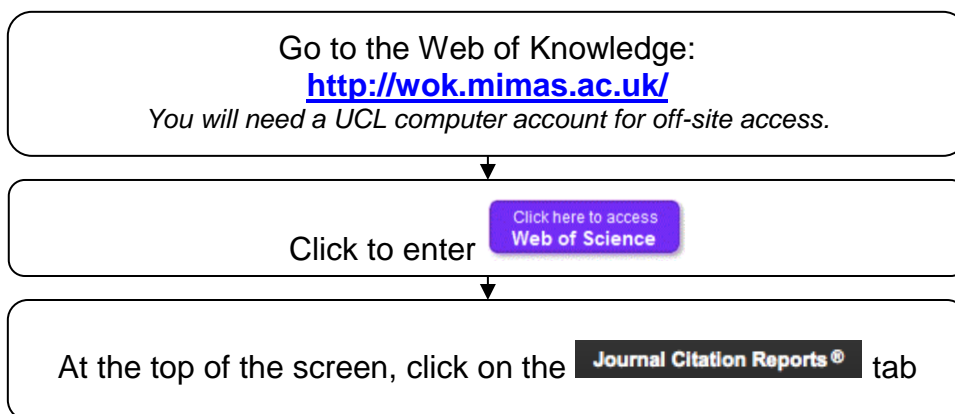 Go to the Web of Knowledge:
http://wok.mimas.ac.uk/
You will need a UCL computer account for off-site access.
Click to enter Click here to access
Web of Science
At the top of the screen, click on the Journal Citation Reports® tab